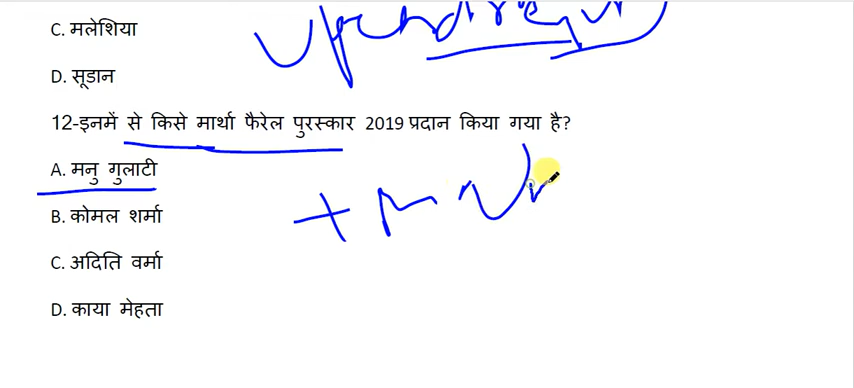 C. मलेशिया
D. सूडान
12-इनमें से किसे मार्था फैरेल पुरस्कार 2019 प्रदान किया गया है?
A. मनु गुलाटी
B. कोमल शर्मा
C. अदिति वर्मा
D. काया मेहता